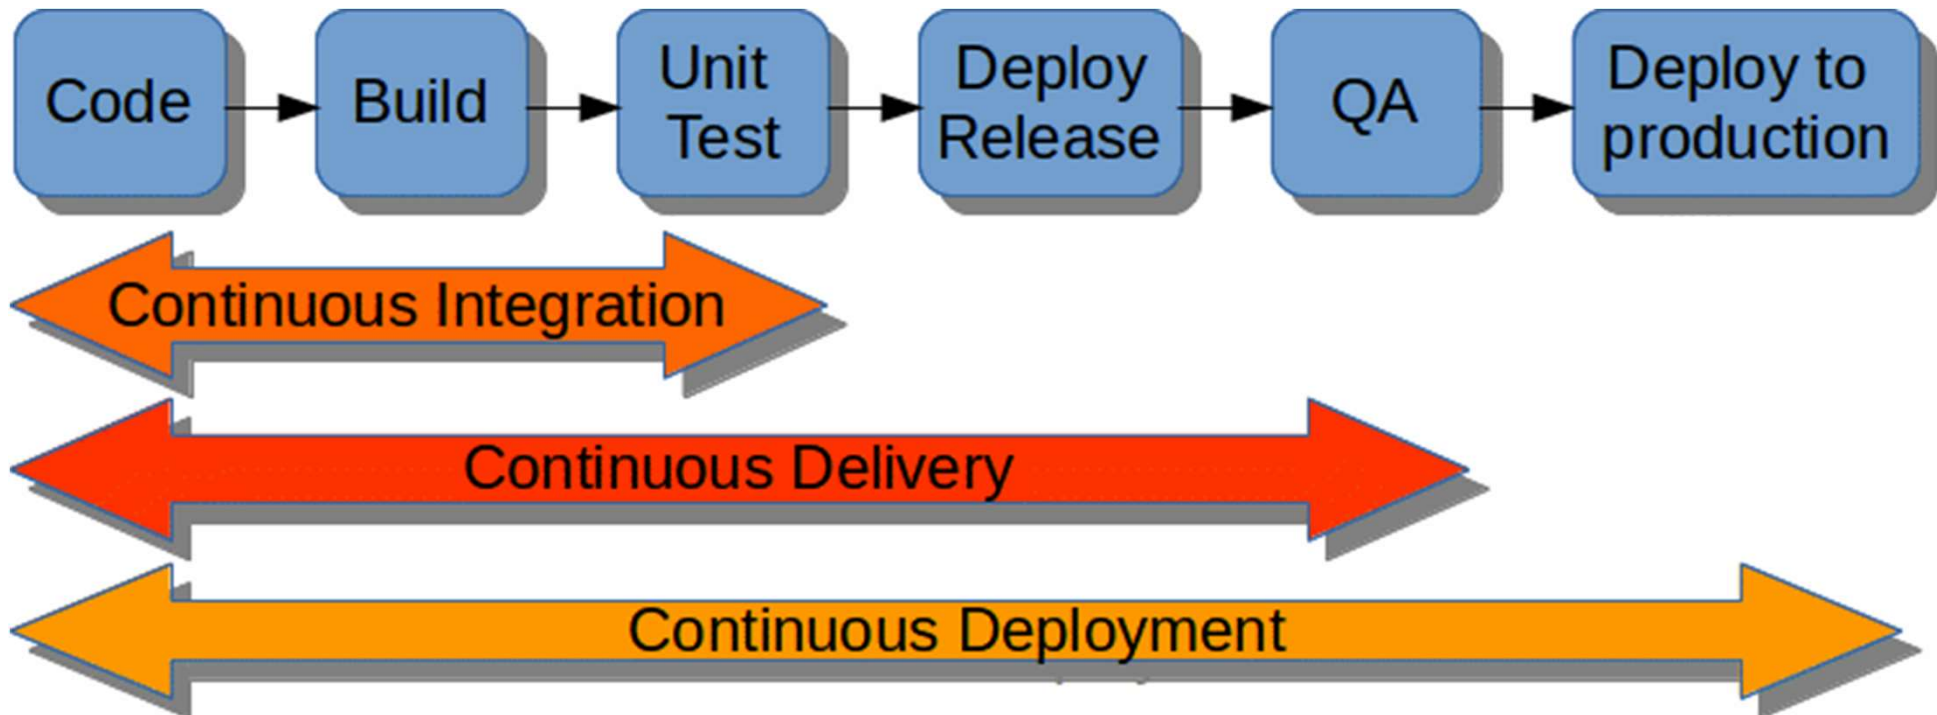 Code
Build
Unit
Test
Deploy
Release
QA
Deploy to
production
Continuous Integration
Continuous Delivery
Continuous Deployment